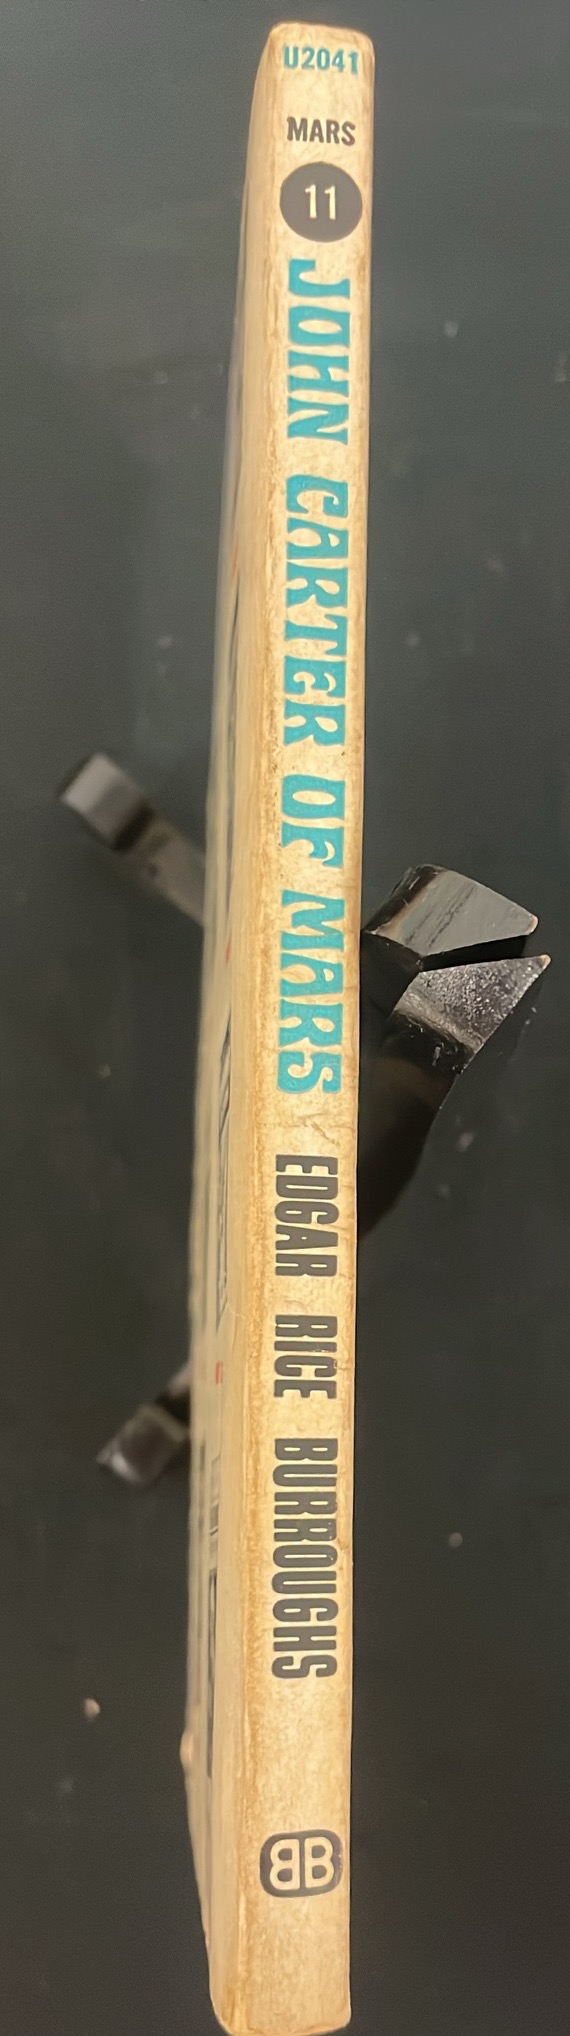 U2041
MARS
11
JOHN CARTER OF MARS EDGAR RICE BURROUGHS
BB